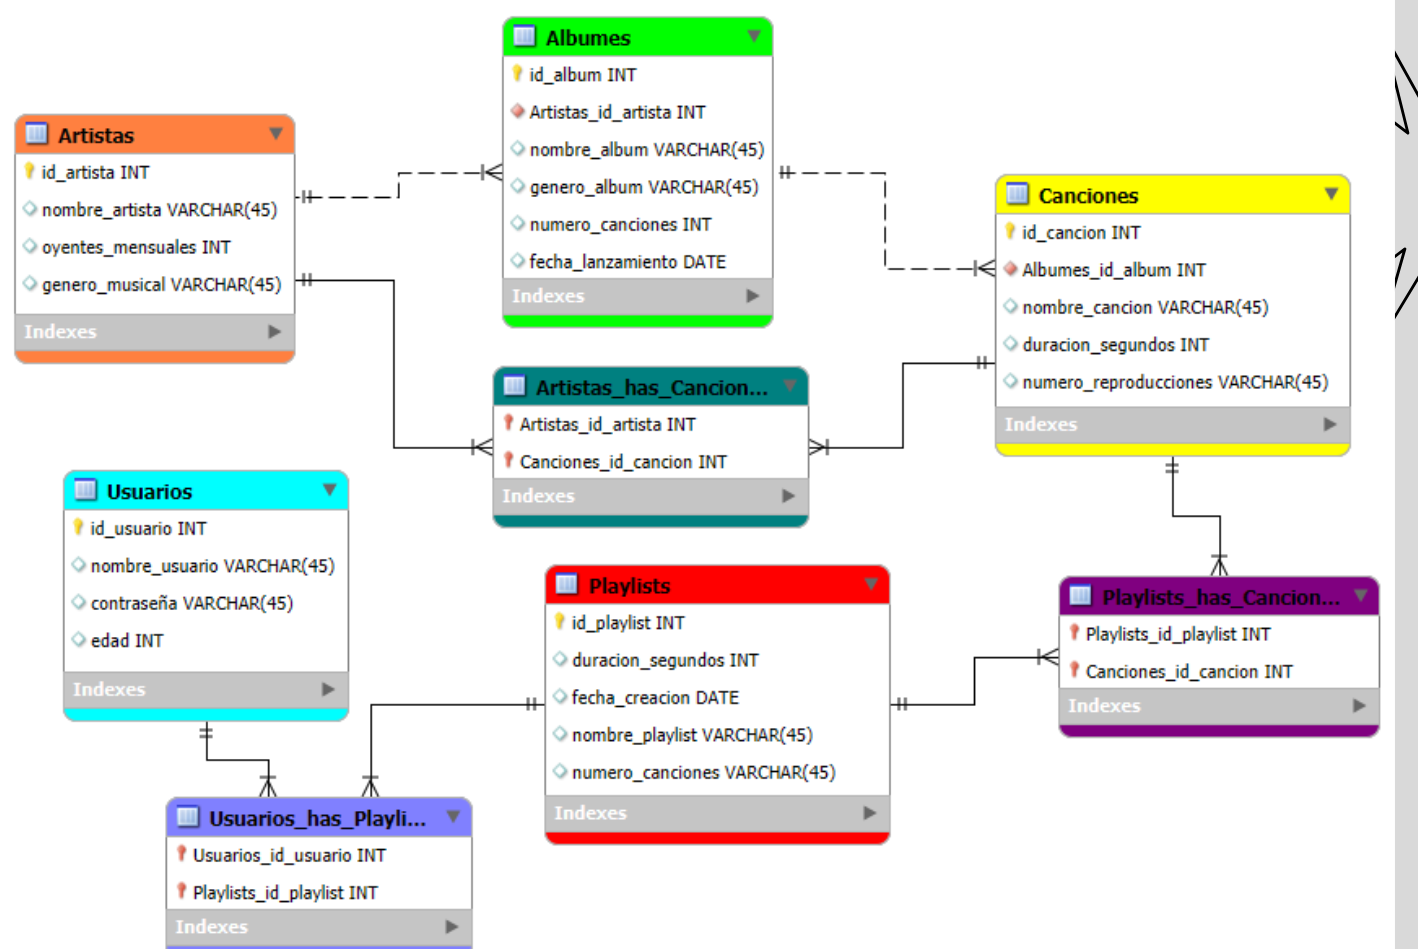 Albumes
id_album INT
Artistas_id_artista INT
nombre_album VARCHAR(45)
genero_album VARCHAR(45)
numero_canciones INT
fecha_lanzamiento DATE
Indexes
Artistas
id_artista INT
nombre_artista VARCHAR(45)
oyentes_mensuales INT
genero_musical VARCHAR(45)
Indexes
Canciones
id_cancion INT
Albumes_id_album INT
nombre_cancion VARCHAR(45)
duracion_segundos INT
numero_reproducciones VARCHAR(45)
Indexes
Artistas_has_Cancion...
Artistas_id_artista INT
Canciones_id_cancion INT
Indexes
Usuarios
id_usuario INT
nombre_usuario VARCHAR(45)
contraseña VARCHAR(45)
edad INT
Indexes
Playlists
id_playlist INT
duracion_segundos INT
fecha_creacion DATE
nombre_playlist VARCHAR(45)
numero_canciones VARCHAR(45)
Indexes
Playlists_has_Cancion...
Playlists_id_playlist INT
Canciones_id_cancion INT
Indexes
Usuarios_has_Playli...
Usuarios_id_usuario INT
Playlists_id_playlist INT
Indexes